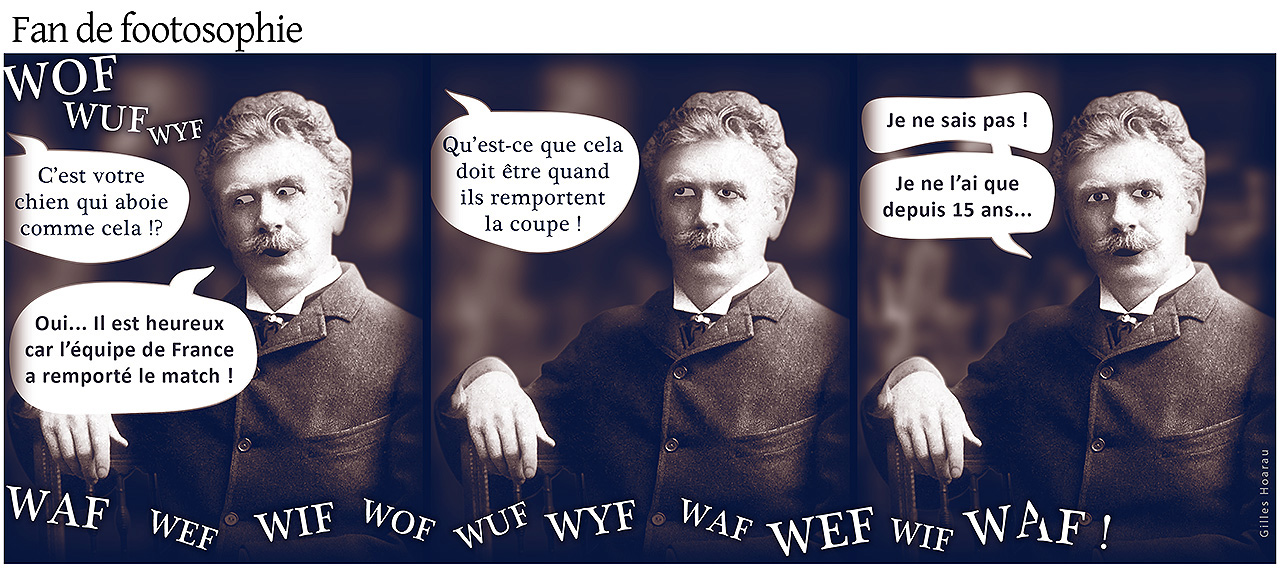 Fan de footosophie
WOF
WUF
WYF
C'est votre
chien qui aboie
comme cela !?
Oui... Il est heureux
car l'équipe de France
a remporté le match !
Qu'est-ce que cela
doit être quand
ils remportent
la coupe !
Je ne sais pas !
Je ne l'ai que
depuis 15 ans...
WAF WEF WIF WOF WUF WYF WAF WEF WIF WAF !
Gilles Hoarau